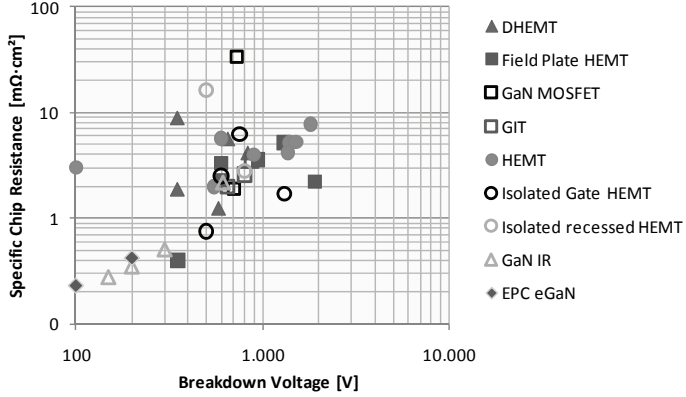 Specific Chip Resistance [mΩ·cm²]
100
10
1
0
100
1.000
10.000
Breakdown Voltage [V]
DHEMT
Field Plate HEMT
GaN MOSFET
GIT
HEMT
Isolated Gate HEMT
Isolated recessed HEMT
GaN IR
EPC eGaN